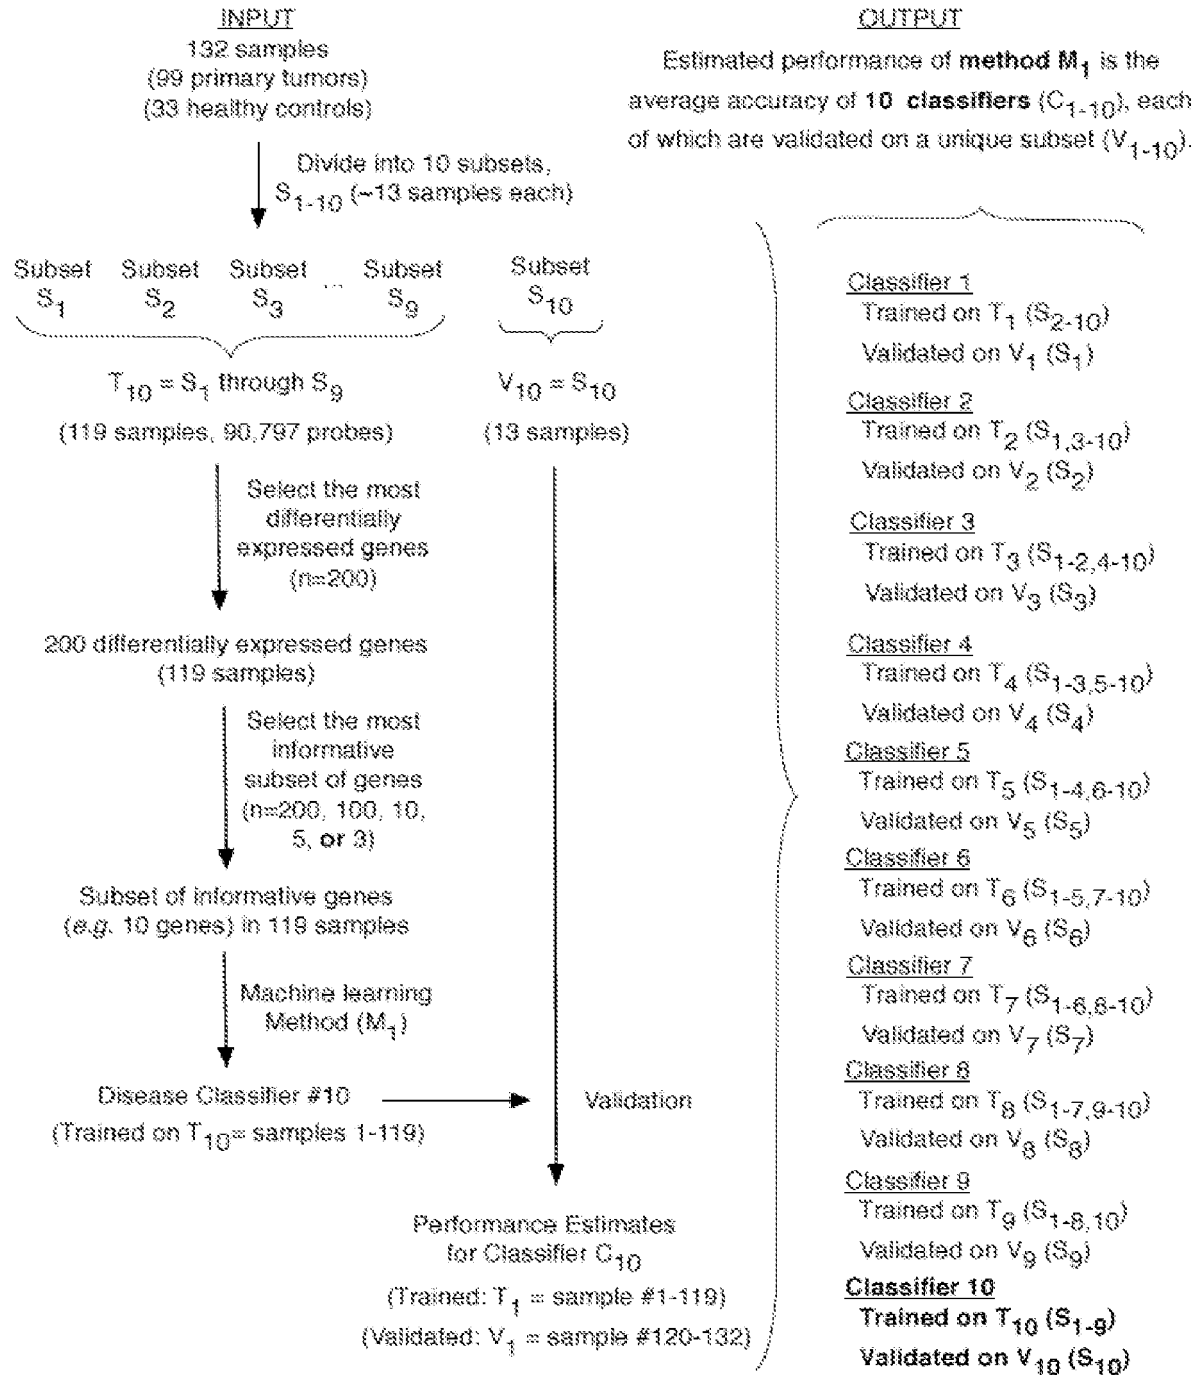 INPUT
132 samples
(99 primary tumors)
(33 healthy controls)
Divide into 10 subsets,
S1-10 (~13 samples each)
Subset S1
Subset S2
Subset S3
...
Subset S9
Subset S10
T10 = S1 through S9
(119 samples, 90,797 probes)
V10 = S10
(13 samples)
Select the most
differentially
expressed genes
(n=200)
200 differentially expressed genes
(119 samples)
Select the most
informative
subset of genes
(n=200, 100, 10,
5, or 3)
Subset of informative genes
(e.g. 10 genes) in 119 samples
Machine learning
Method (M1)
Disease Classifier #10
(Trained on T10= samples 1-119)
Validation
Performance Estimates
for Classifier C10
(Trained: T1 = sample #1-119)
(Validated: V1 = sample #120-132)
OUTPUT
Estimated performance of method M1 is the
average accuracy of 10 classifiers (C1-10), each
of which are validated on a unique subset (V1-10).
Classifier 1
Trained on T1 (S2-10)
Validated on V1 (S1)
Classifier 2
Trained on T2 (S1,3-10)
Validated on V2 (S2)
Classifier 3
Trained on T3 (S1-2,4-10)
Validated on V3 (S3)
Classifier 4
Trained on T4 (S1-3,5-10)
Validated on V4 (S4)
Classifier 5
Trained on T5 (S1-4,6-10)
Validated on V5 (S5)
Classifier 6
Trained on T6 (S1-5,7-10)
Validated on V6 (S6)
Classifier 7
Trained on T7 (S1-6,8-10)
Validated on V7 (S7)
Classifier 8
Trained on T8 (S1-7,9-10)
Validated on V8 (S8)
Classifier 9
Trained on T9 (S1-8,10)
Validated on V9 (S9)
Classifier 10
Trained on T10 (S1-9)
Validated on V10 (S10)